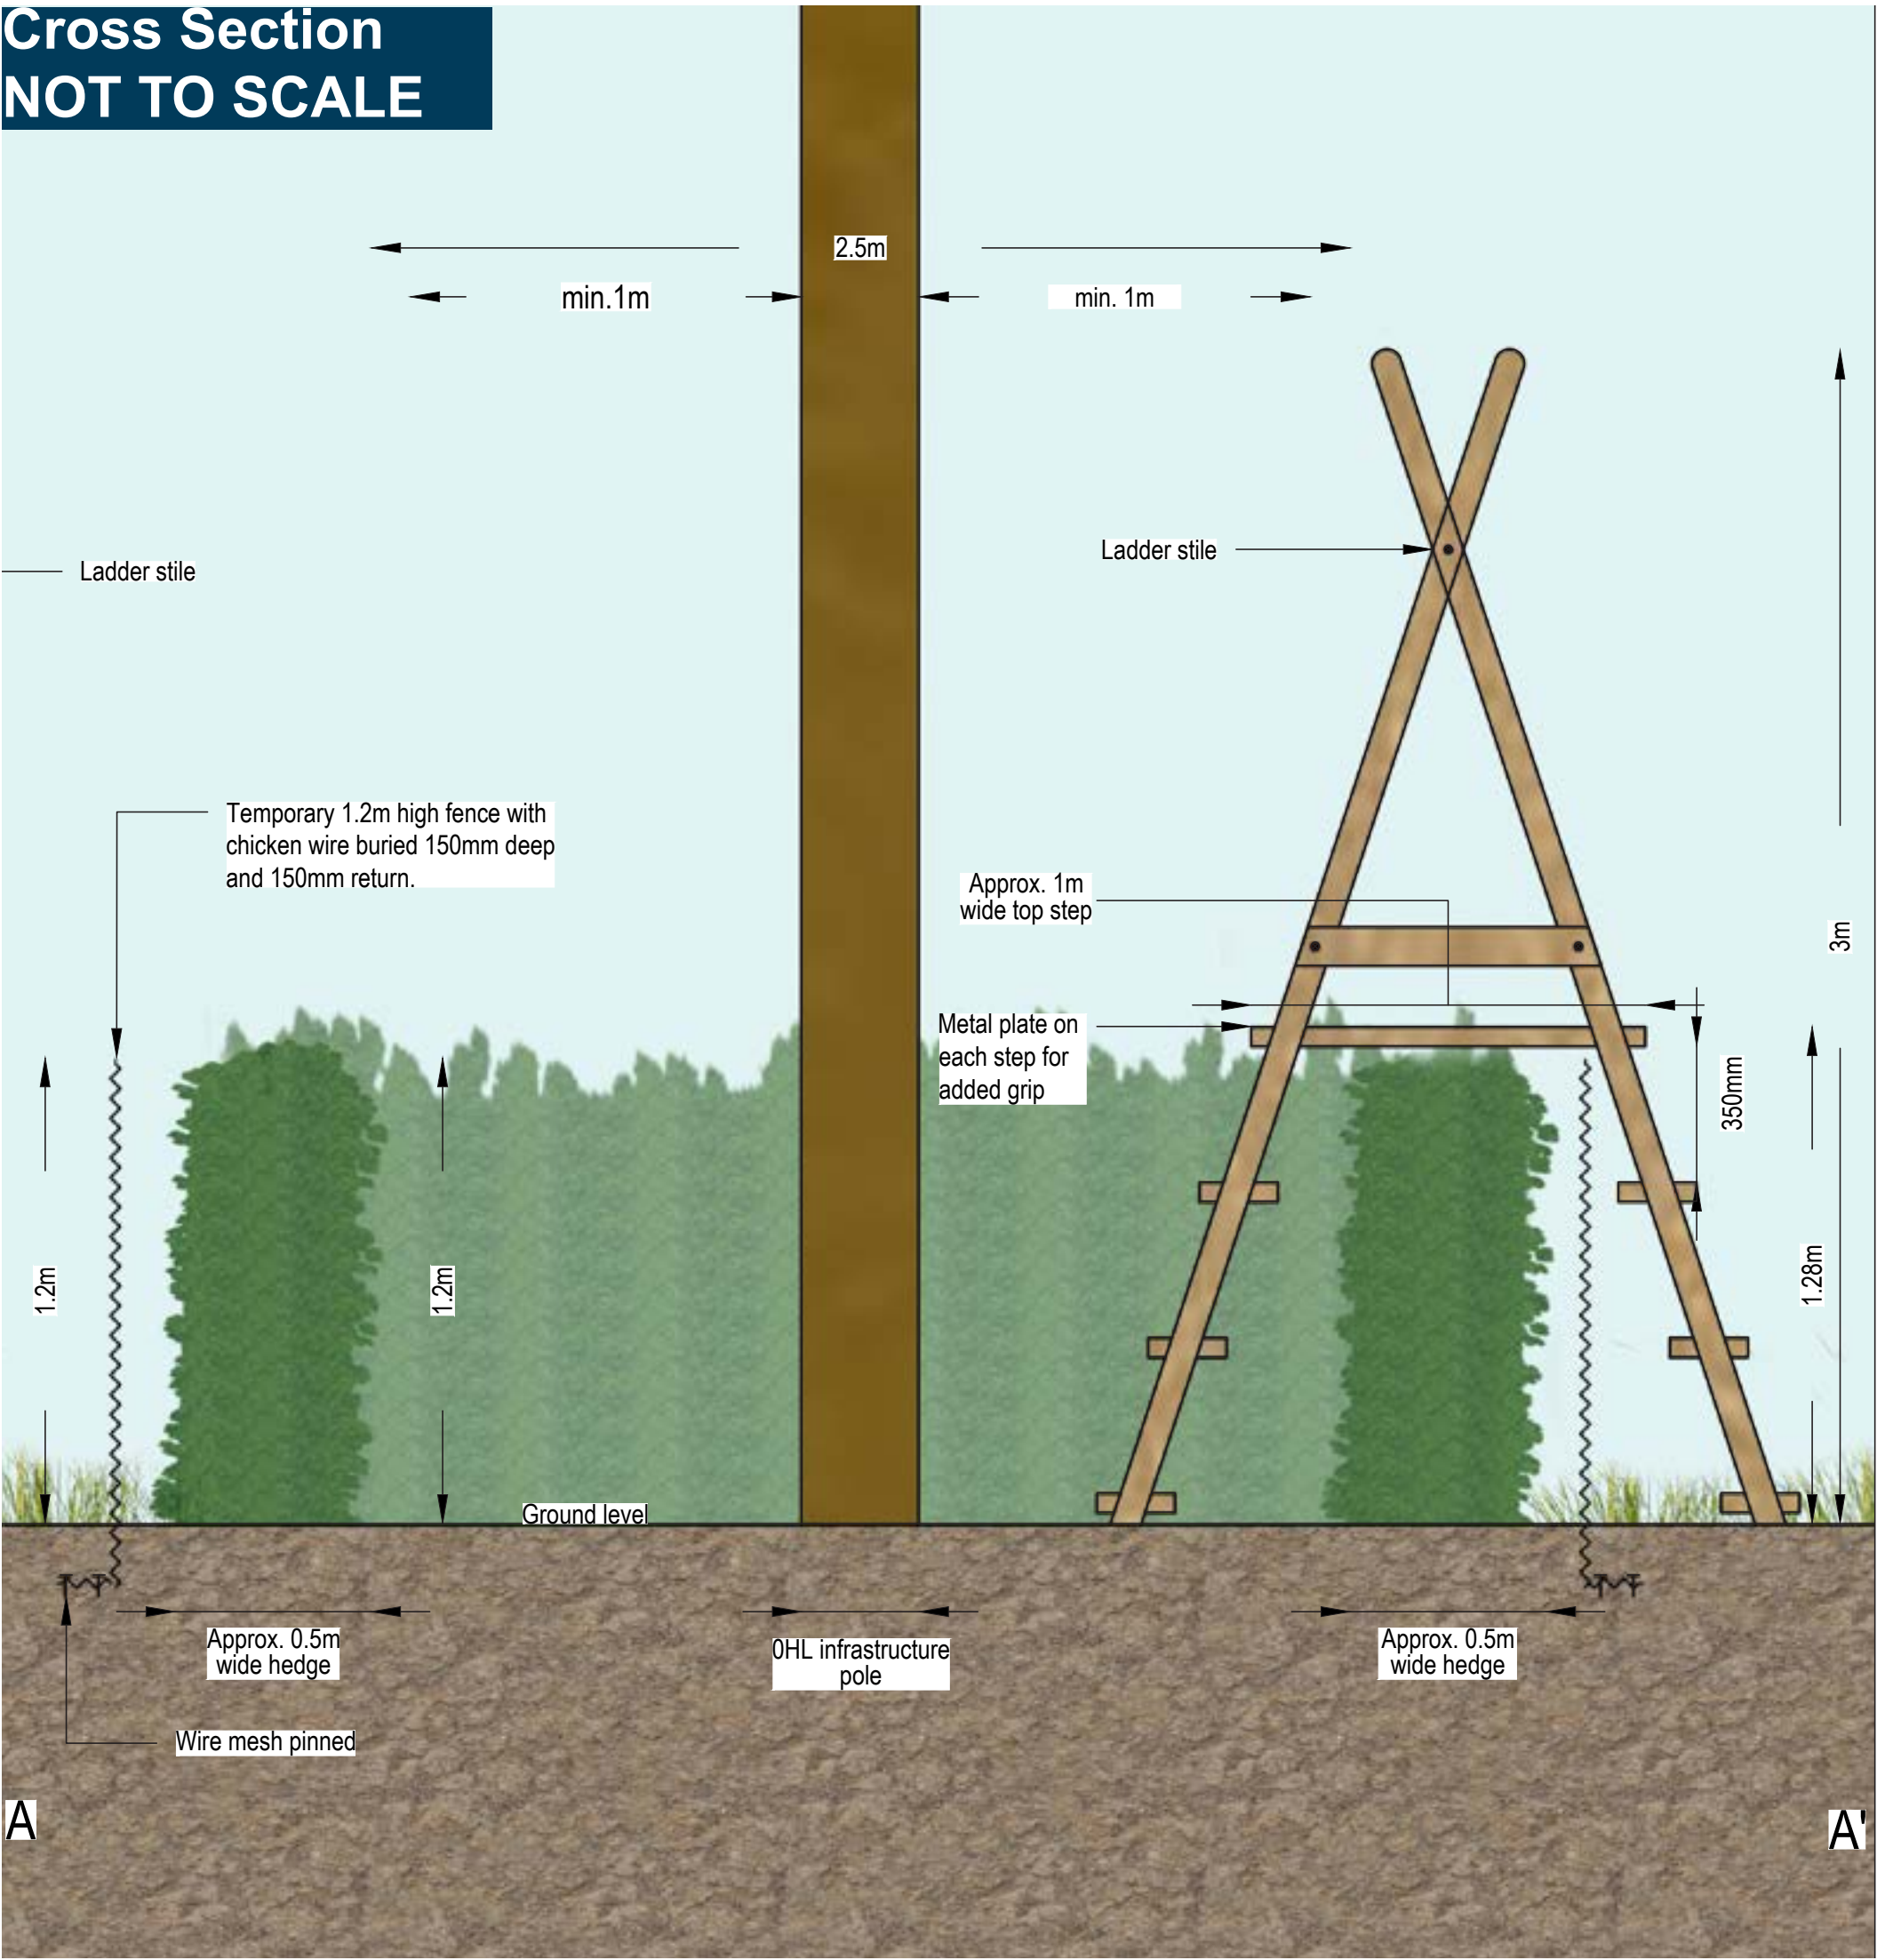 Cross Section
NOT TO SCALE
2.5m
min.1m
min. 1m
Ladder stile
Ladder stile
Temporary 1.2m high fence with
chicken wire buried 150mm deep
and 150mm return.
Approx. 1m
wide top step
3m
Metal plate on
each step for
added grip
350mm
1.2m
1.2m
1.28m
Ground level
Approx. 0.5m
wide hedge
0HL infrastructure
pole
Approx. 0.5m
wide hedge
Wire mesh pinned
A
A'